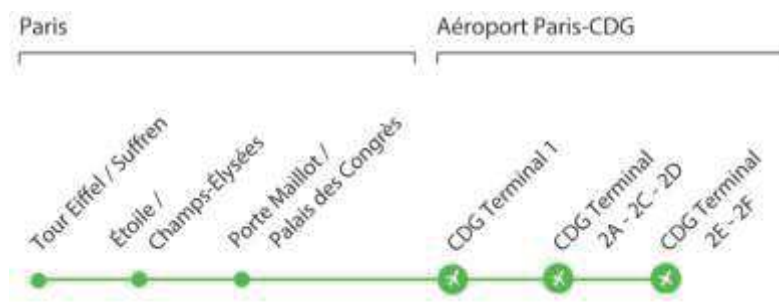 Paris
Aéroport Paris-CDG
Tour Eiffel / Suffren
Étoile /
Champs-Élysées
Porte Maillot /
Palais des Congrès
CDG Terminal 1
CDG Terminal
2A - 2C - 2D
CDG Terminal
2E - 2F